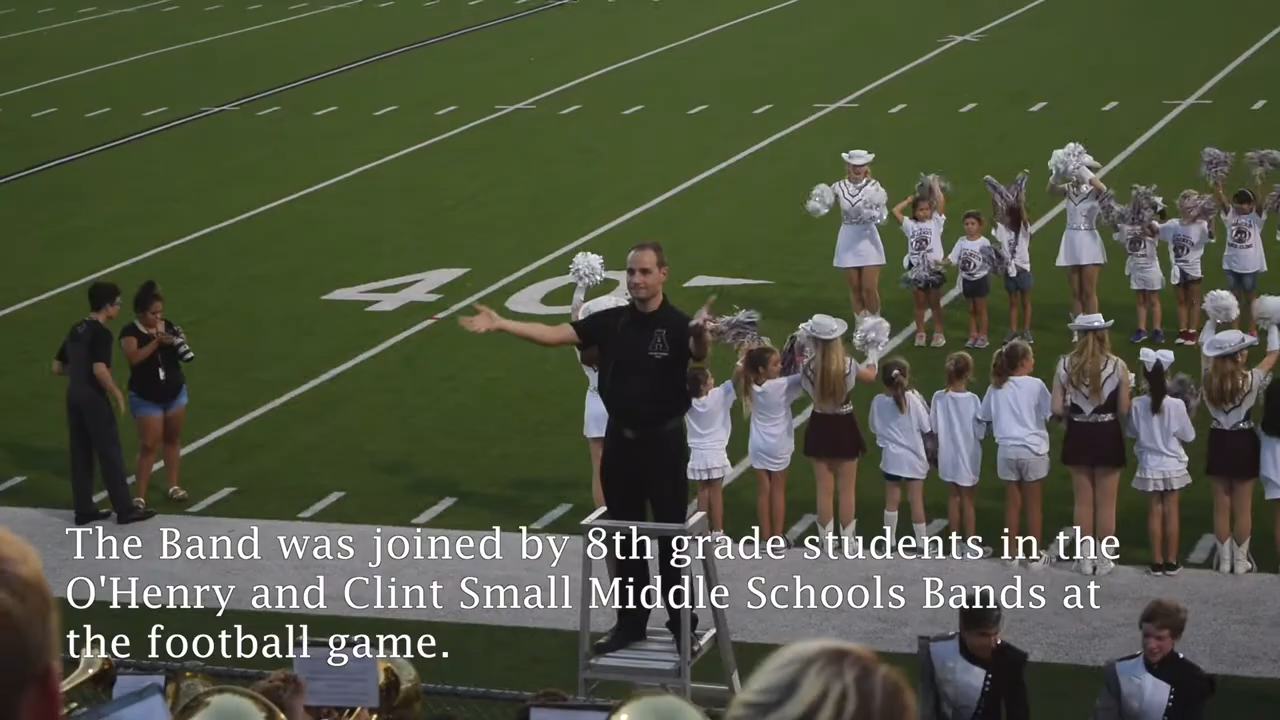 40
The Band was joined by 8th grade students in the
O'Henry and Clint Small Middle Schools Bands at
the football game.